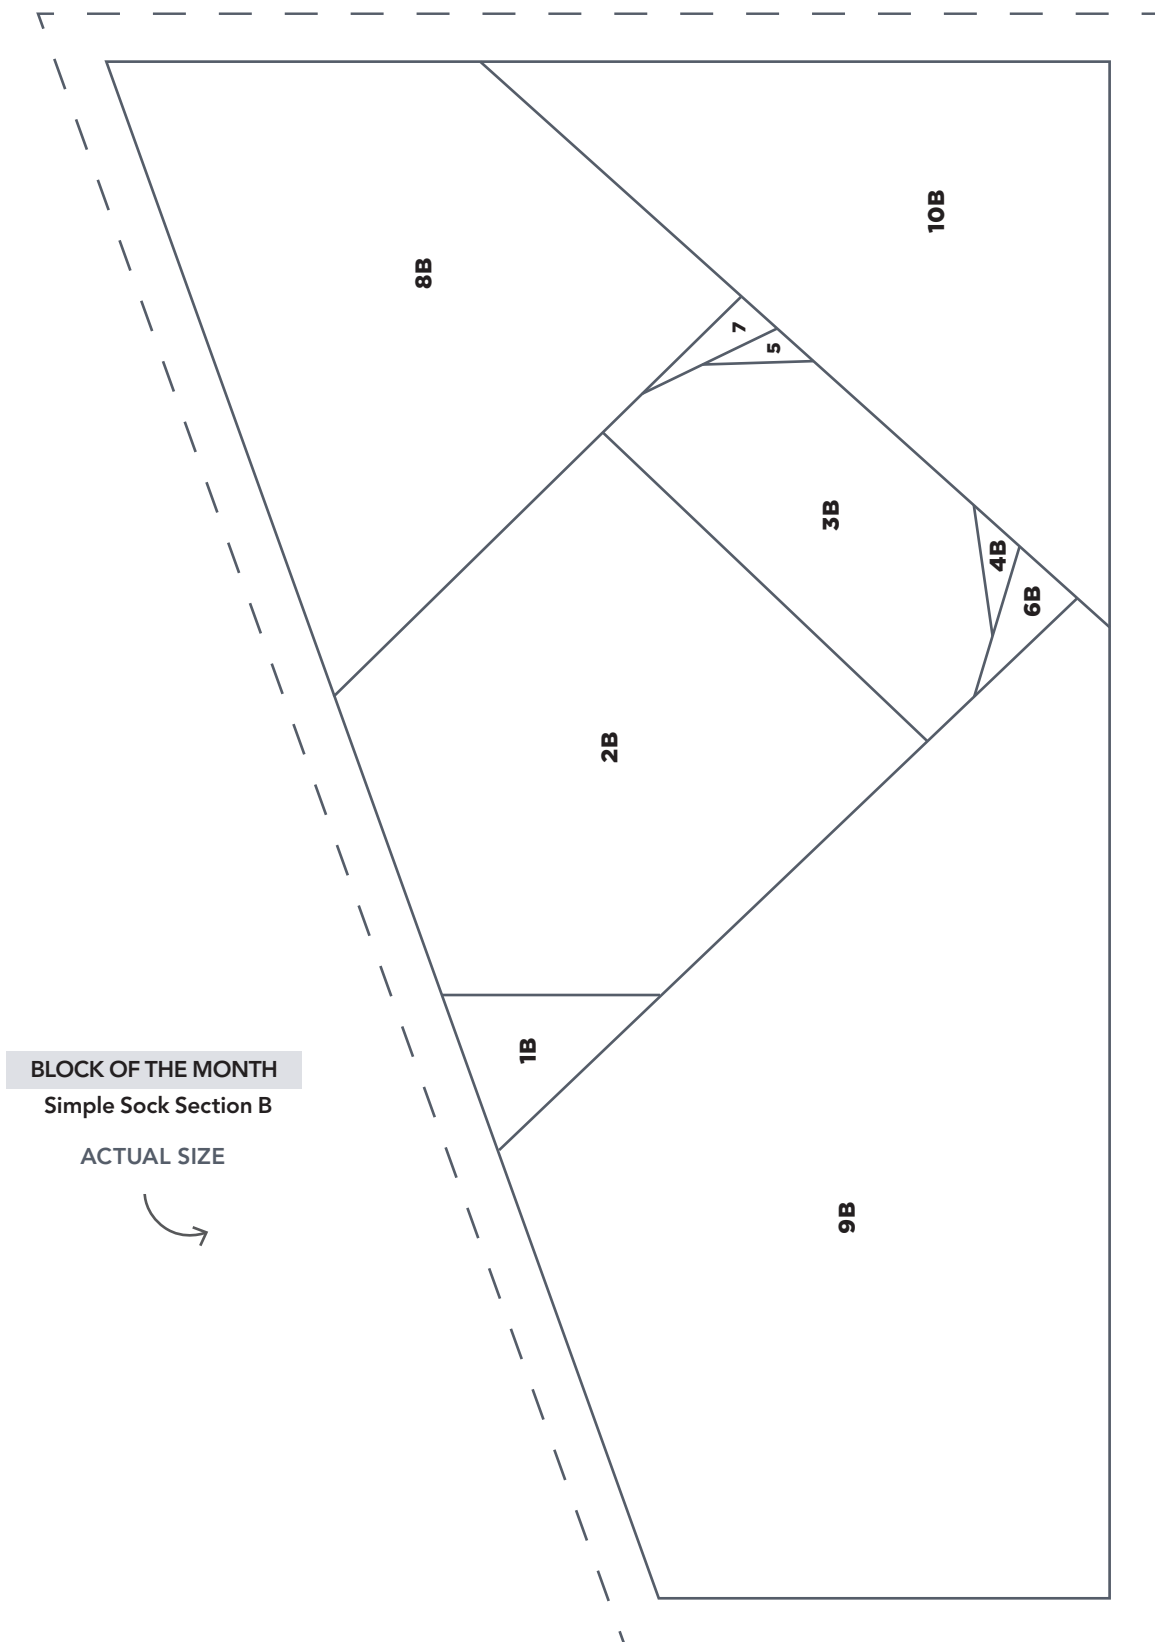 10B
8B
7
5
3B
4B
6B
2B
1B
BLOCK OF THE MONTH
Simple Sock Section B
ACTUAL SIZE
9B